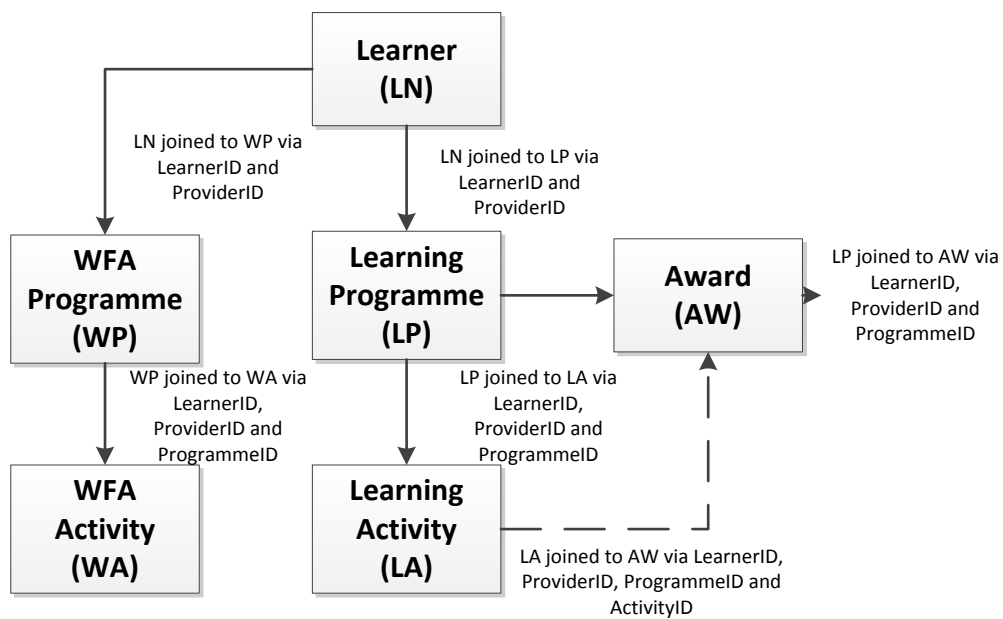 Learner
(LN)
LN joined to WP via
LearnerID and
ProviderID
LN joined to LP via
LearnerID and
ProviderID
WFA
Programme
(WP)
Learning
Programme
(LP)
Award
(AW)
LP joined to AW via
LearnerID,
ProviderID and
ProgrammeID
WP joined to WA via
LearnerID,
ProviderID and
ProgrammeID
LP joined to LA via
LearnerID,
ProviderID and
ProgrammeID
WFA
Activity
(WA)
Learning
Activity
(LA)
LA joined to AW via LearnerID,
ProviderID, ProgrammeID and
ActivityID